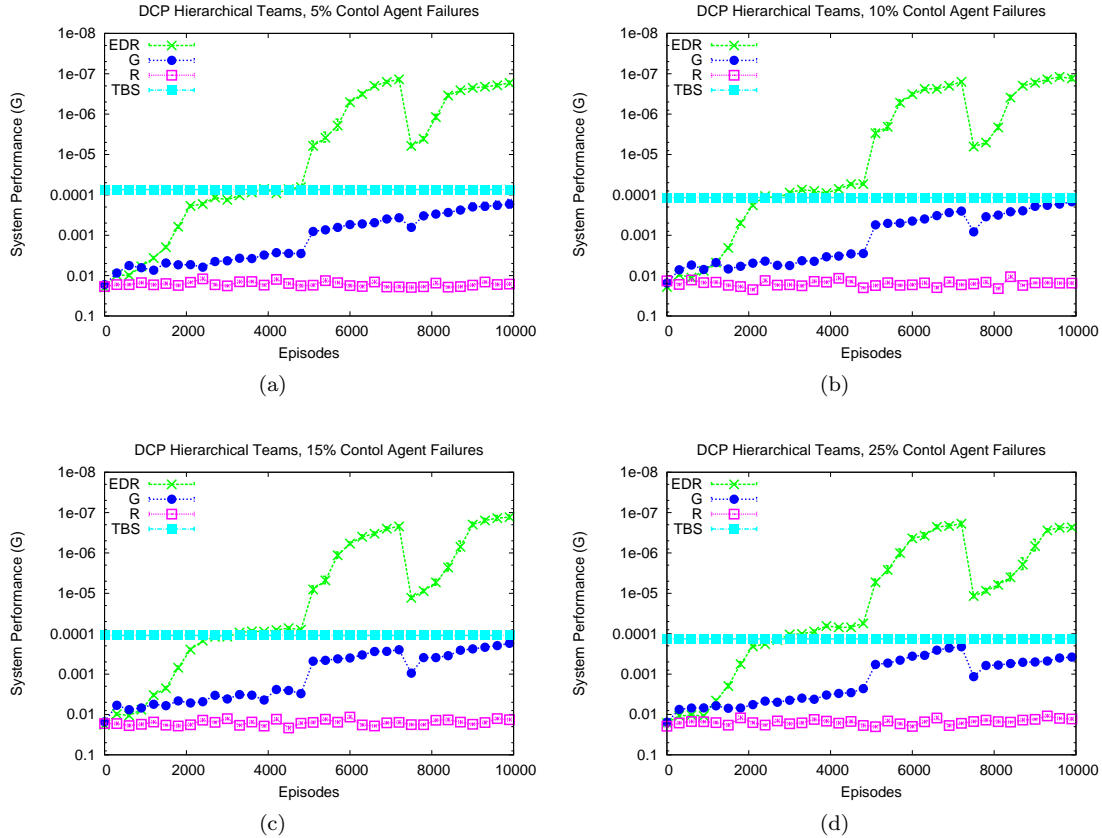 DCP Hierarchical Teams, 5% Contol Agent Failures
1e-08
1e-07
1e-06
1e-05
0.0001
0.001
0.01
0.1
System Performance (G)
EDR
G
R
TBS
0 2000 4000 6000 8000 10000
Episodes
(a)
DCP Hierarchical Teams, 10% Contol Agent Failures
1e-08
1e-07
1e-06
1e-05
0.0001
0.001
0.01
0.1
System Performance (G)
EDR
G
R
TBS
0 2000 4000 6000 8000 10000
Episodes
(b)
DCP Hierarchical Teams, 15% Contol Agent Failures
1e-08
1e-07
1e-06
1e-05
0.0001
0.001
0.01
0.1
System Performance (G)
EDR
G
R
TBS
0 2000 4000 6000 8000 10000
Episodes
(c)
DCP Hierarchical Teams, 25% Contol Agent Failures
1e-08
1e-07
1e-06
1e-05
0.0001
0.001
0.01
0.1
System Performance (G)
EDR
G
R
TBS
0 2000 4000 6000 8000 10000
Episodes
(d)